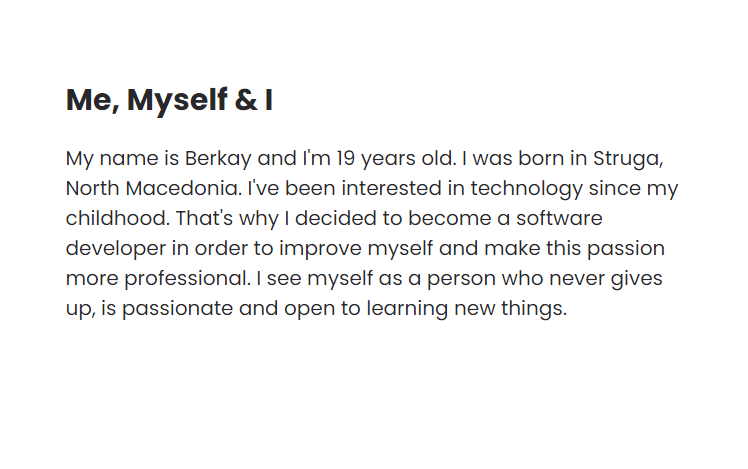 Me, Myself & I
My name is Berkay and I'm 19 years old. I was born in Struga,
North Macedonia. I've been interested in technology since my
childhood. That's why I decided to become a software
developer in order to improve myself and make this passion
more professional. I see myself as a person who never gives
up, is passionate and open to learning new things.